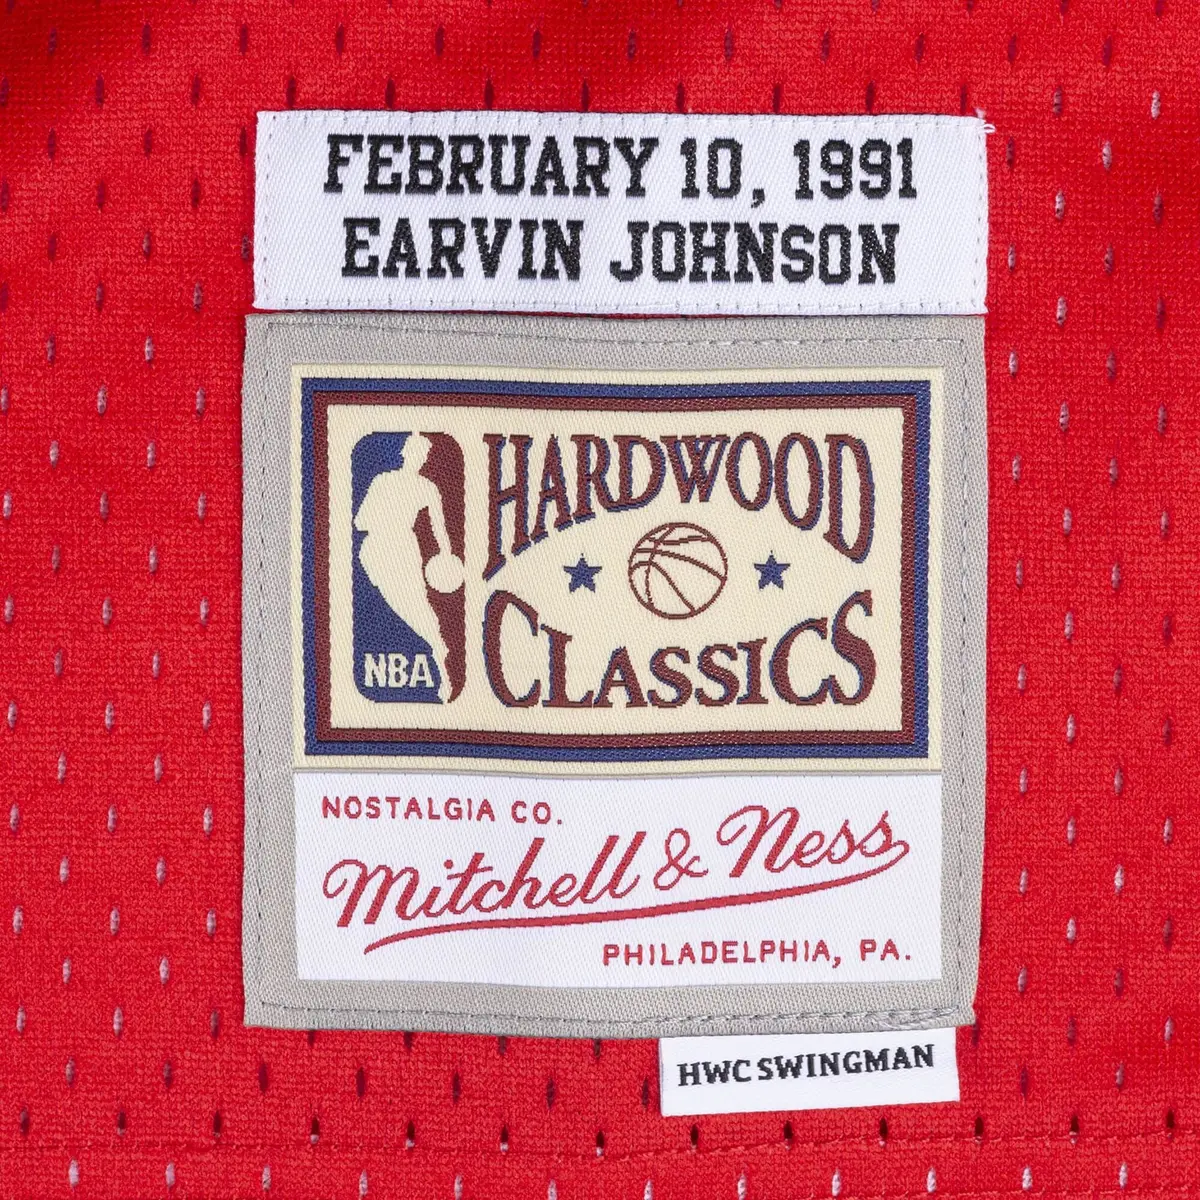 FEBRUARY 10, 1991
EARVIN JOHNSON
HARDWOOD
CLASSICS
NBA
NOSTALGIA CO.
Mitchell & Ness
PHILADELPHIA, PA.
HWC SWINGMAN